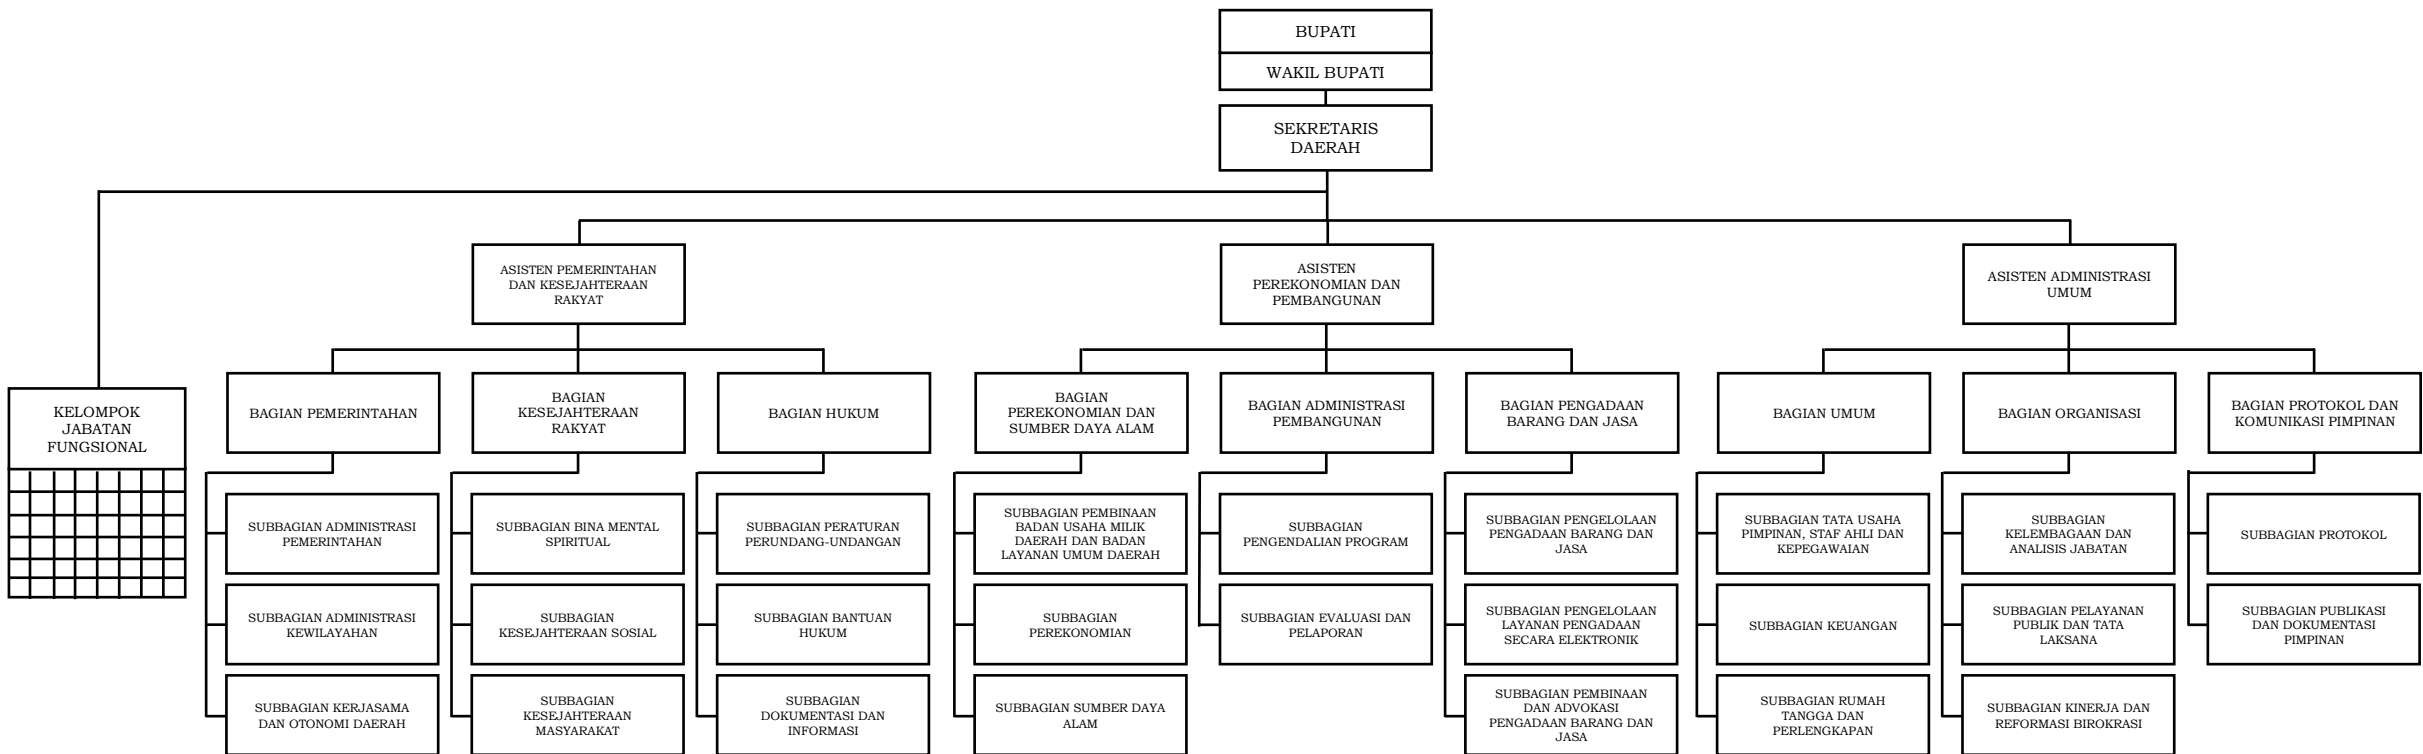 BUPATI
WAKIL BUPATI
SEKRETARIS
DAERAH
ASISTEN PEMERINTAHAN
DAN KESEJAHTERAAN
RAKYAT
ASISTEN
PEREKONOMIAN DAN
PEMBANGUNAN
ASISTEN ADMINISTRASI
UMUM
KELOMPOK
JABATAN
FUNGSIONAL
BAGIAN PEMERINTAHAN
BAGIAN
KESEJAHTERAAN
RAKYAT
BAGIAN HUKUM
BAGIAN
PEREKONOMIAN DAN
SUMBER DAYA ALAM
BAGIAN ADMINISTRASI
PEMBANGUNAN
BAGIAN PENGADAAN
BARANG DAN JASA
BAGIAN UMUM
BAGIAN ORGANISASI
BAGIAN PROTOKOL DAN
KOMUNIKASI PIMPINAN
SUBBAGIAN ADMINISTRASI
PEMERINTAHAN
SUBBAGIAN BINA MENTAL
SPIRITUAL
SUBBAGIAN PERATURAN
PERUNDANG-UNDANGAN
SUBBAGIAN PEMBINAAN
BADAN USAHA MILIK
DAERAH DAN BADAN
LAYANAN UMUM DAERAH
SUBBAGIAN
PENGENDALIAN PROGRAM
SUBBAGIAN PENGELOLAAN
PENGADAAN BARANG DAN
JASA
SUBBAGIAN TATA USAHA
PIMPINAN, STAF AHLI DAN
KEPEGAWAIAN
SUBBAGIAN
KELEMBAGAAN DAN
ANALISIS JABATAN
SUBBAGIAN PROTOKOL
SUBBAGIAN ADMINISTRASI
KEWILAYAHAN
SUBBAGIAN
KESEJAHTERAAN SOSIAL
SUBBAGIAN BANTUAN
HUKUM
SUBBAGIAN
PEREKONOMIAN
SUBBAGIAN EVALUASI DAN
PELAPORAN
SUBBAGIAN PENGELOLAAN
LAYANAN PENGADAAN
SECARA ELEKTRONIK
SUBBAGIAN KEUANGAN
SUBBAGIAN PELAYANAN
PUBLIK DAN TATA
LAKSANA
SUBBAGIAN PUBLIKASI
DAN DOKUMENTASI
PIMPINAN
SUBBAGIAN KERJASAMA
DAN OTONOMI DAERAH
SUBBAGIAN
KESEJAHTERAAN
MASYARAKAT
SUBBAGIAN
DOKUMENTASI DAN
INFORMASI
SUBBAGIAN SUMBER DAYA
ALAM
SUBBAGIAN PEMBINAAN
DAN ADVOKASI
PENGADAAN BARANG DAN
JASA
SUBBAGIAN RUMAH
TANGGA DAN
PERLENGKAPAN
SUBBAGIAN KINERJA DAN
REFORMASI BIROKRASI